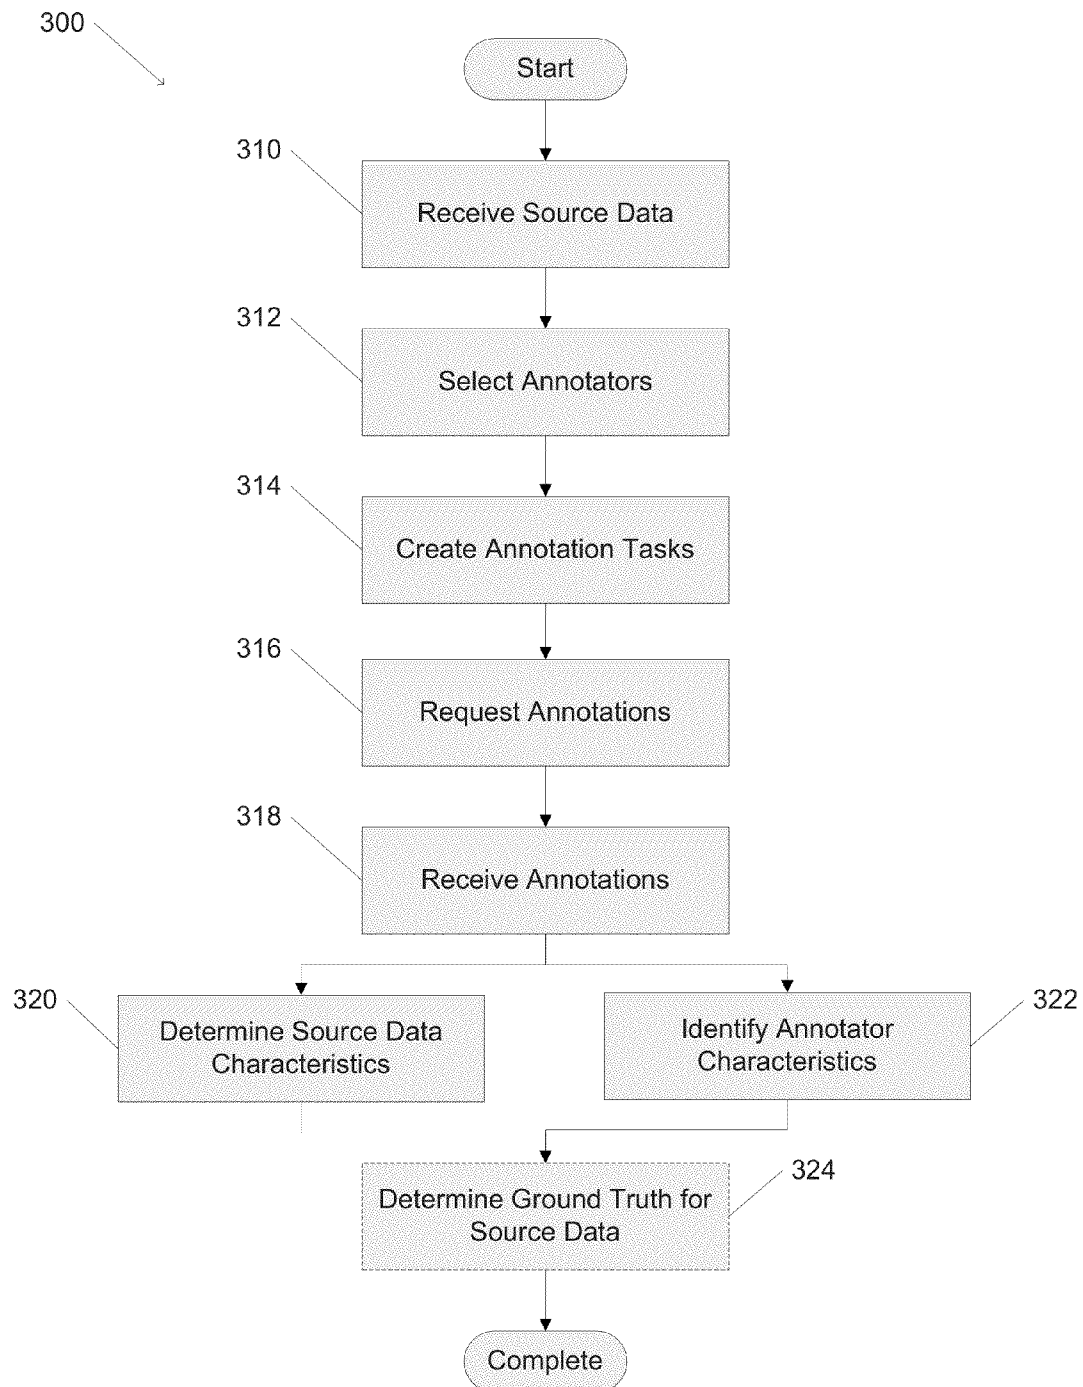 300
Start
310
Receive Source Data
312
Select Annotators
314
Create Annotation Tasks
316
Request Annotations
318
Receive Annotations
320
Determine Source Data
Characteristics
Identify Annotator
Characteristics
322
Determine Ground Truth for
Source Data
324
Complete